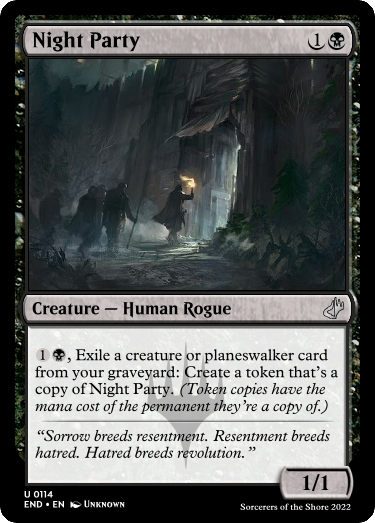 Night Party 1
Creature — Human Rogue
1 , Exile a creature or planeswalker card
from your graveyard: Create a token that's a
copy of Night Party. (Token copies have the
mana cost of the permanent they're a copy of.)
"Sorrow breeds resentment. Resentment breeds
hatred. Hatred breeds revolution."
1/1
U 0114
END • EN Unknown
Sorcerers of the Shore 2022